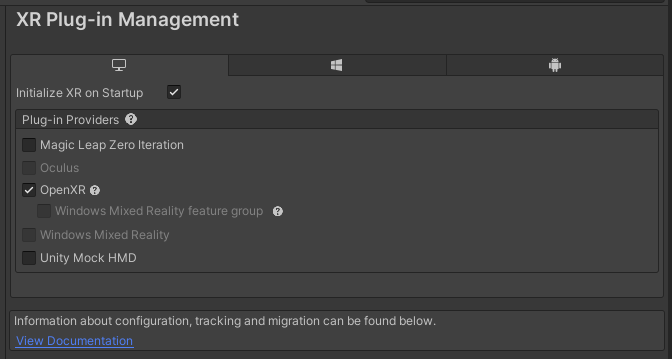 XR Plug-in Management
Initialize XR on Startup
Plug-in Providers ?
Magic Leap Zero Iteration
Oculus
OpenXR ?
Windows Mixed Reality feature group ?
Windows Mixed Reality
Unity Mock HMD
Information about configuration, tracking and migration can be found below.
View Documentation